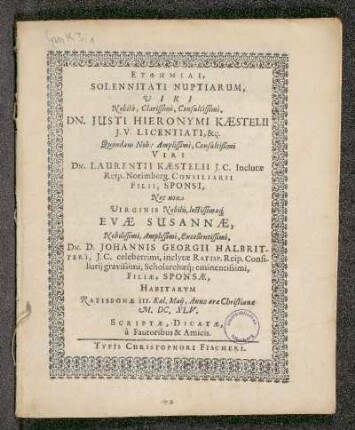 ΕΥΦΗΜΙΑΙ,
SOLENNITATI NUPTIARUM,
VIRI
Nobilis, Clarissimi, Consultissimi,
DN. JUSTI HIERONYMI KÆSTELII
J.V. LICENTIATI, &c.
Quondam Nob: Amplissimi, Consultissimi
VIRI
DN. LAURENTII KÆSTELII J.C. Inclutæ
Reip. Norimberg. CONSILIARII
FILII, SPONSI,
Nec non
VIRGINIS Nobilis, lectissimæq;
EVÆ SUSANNÆ,
Nobilissimi, Amplissimi, Excellentissimi,
DN. D. JOHANNIS GEORGII HALBRIT-
TERI, J.C. celeberrimi, inclytæ RATISP. Reip. Consi-
liarij gravissimi, Scholarchæq; eminentissimi,
FILIÆ, SPONSÆ,
HABITARUM
RATISBONÆ III. Kal. Maij, Anno æræ Christianæ
M. DC. XLV.
SCRIPTÆ, DICATÆ,
à Fautoribus & Amicis.
TYPIS CHRISTOPHORI FISCHERI.